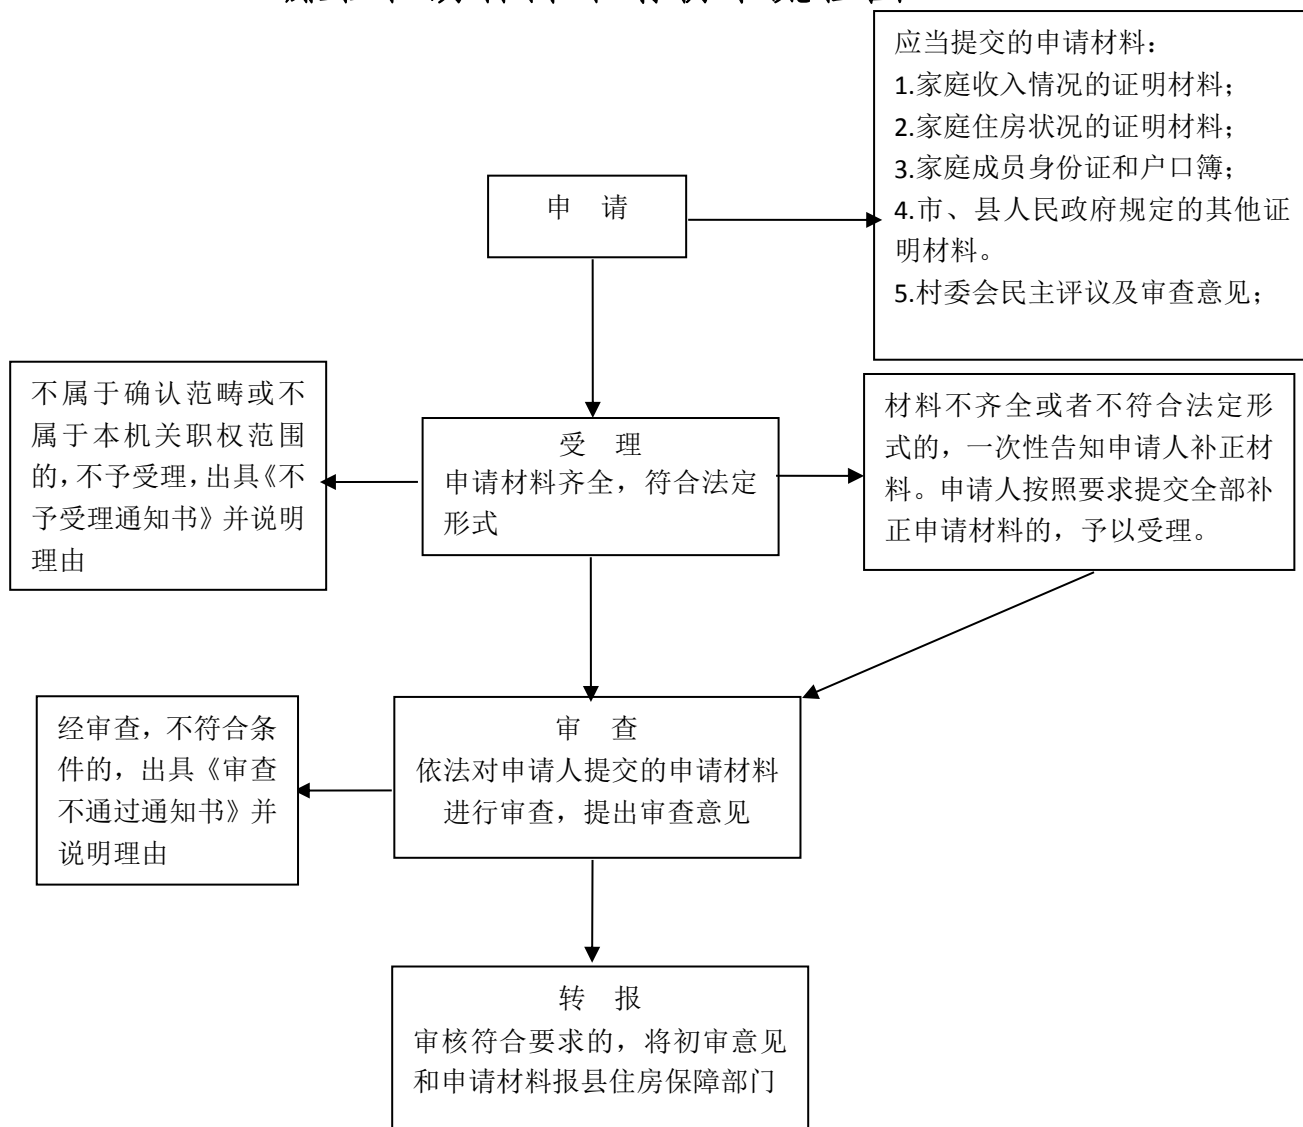 应当提交的申请材料：
1.家庭收入情况的证明材料；
2.家庭住房状况的证明材料；
3.家庭成员身份证和户口簿；
4.市、县人民政府规定的其他证
明材料。
5.村委会民主评议及审查意见；
申 请
不属于确认范畴或不
属于本机关职权范围
的，不予受理，出具《不
予受理通知书》并说明
理由
受 理
申请材料齐全，符合法定
形式
材料不齐全或者不符合法定形
式的，一次性告知申请人补正材
料。申请人按照要求提交全部补
正申请材料的，予以受理。
经审查，不符合条
件的，出具《审查
不通过通知书》并
说明理由
审 查
依法对申请人提交的申请材料
进行审查，提出审查意见
转 报
审核符合要求的，将初审意见
和申请材料报县住房保障部门